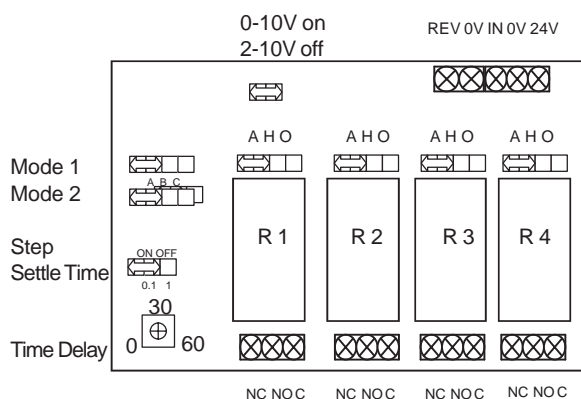 0-10V on
2-10V off
REV 0V IN 0V 24V
A H O A H O A H O A H O
Mode 1
A B C
Mode 2
R 1 R 2 R 3 R 4
Step
ON OFF
Settle Time
0.1 1
30
Time Delay
0 60
NC NO C NC NO C NC NO C NC NO C